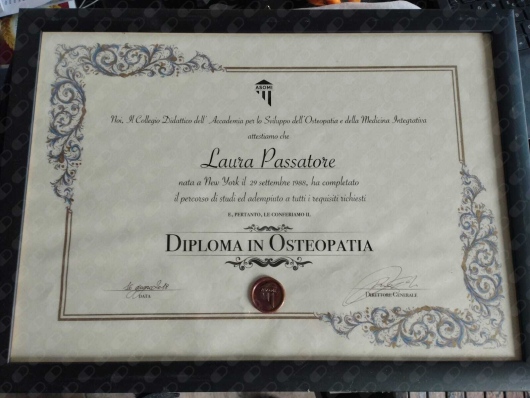 ASOMI
Noi, Il Collegio Didattico dell' Accademia per lo Sviluppo dell'Osteopatia e della Medicina Integrativa
attestiamo che
Laura Passatore
nata a New York il 29 settembre 1968, ha completato
il percorso di studi ed adempiuto a tutti i requisiti richiesti
E, PERTANTO, LE CONFERIAMO IL
DIPLOMA IN OSTEOPATIA
DATA
DIRETTORE GENERALE